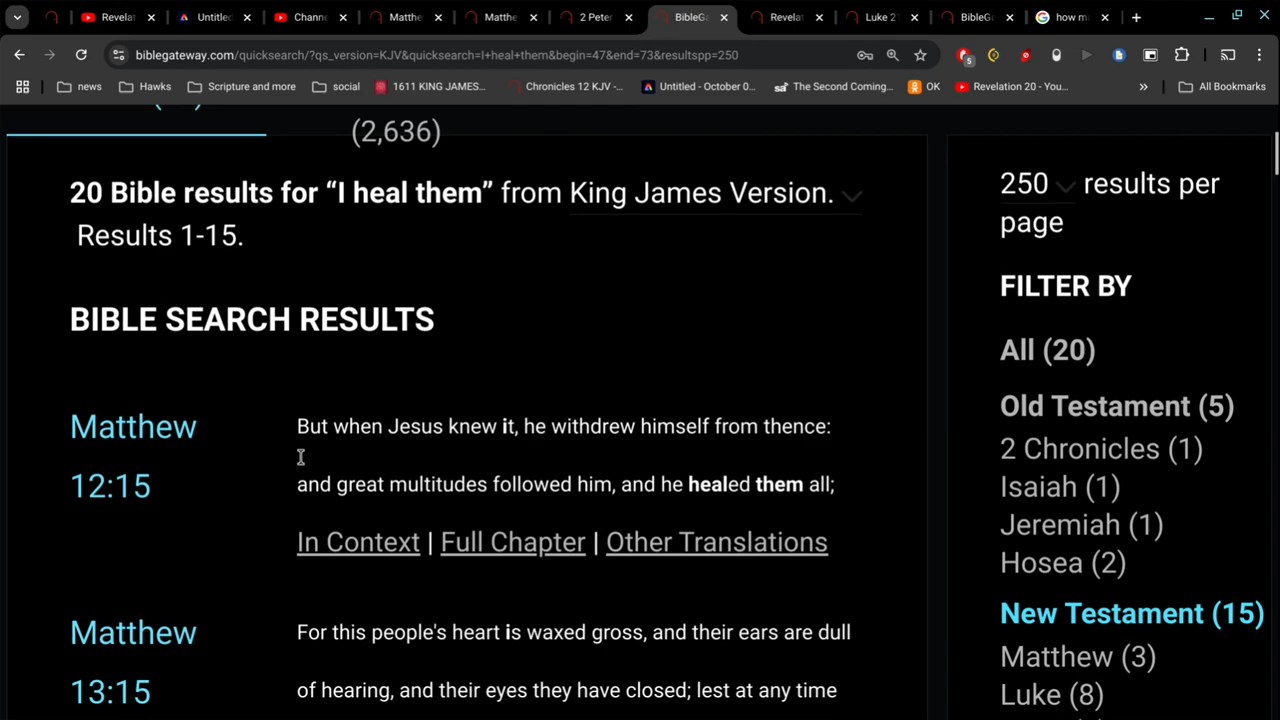 Revelat
Untitled
Channe
Matthe
Matthe
2 Peter
BibleGa
Revelat
Luke 21
BibleGa
how m
biblegateway.com/quicksearch/?qs_version=KJV&quicksearch=I+heal+them&begin=47&end=73&resultspp=250
5
news
Hawks
Scripture and more
social
1611 KING JAMES...
Chronicles 12 KJV -...
Untitled - October 0...
The Second Coming...
OK
Revelation 20 - You...
All Bookmarks
(2,636)
20 Bible results for “I heal them” from King James Version.
Results 1-15.
BIBLE SEARCH RESULTS
Matthew
12:15
But when Jesus knew it, he withdrew himself from thence:
and great multitudes followed him, and he healed them all;
In Context | Full Chapter | Other Translations
Matthew
13:15
For this people's heart is waxed gross, and their ears are dull
of hearing, and their eyes they have closed; lest at any time
250 results per
page
FILTER BY
All (20)
Old Testament (5)
2 Chronicles (1)
Isaiah (1)
Jeremiah (1)
Hosea (2)
New Testament (15)
Matthew (3)
Luke (8)